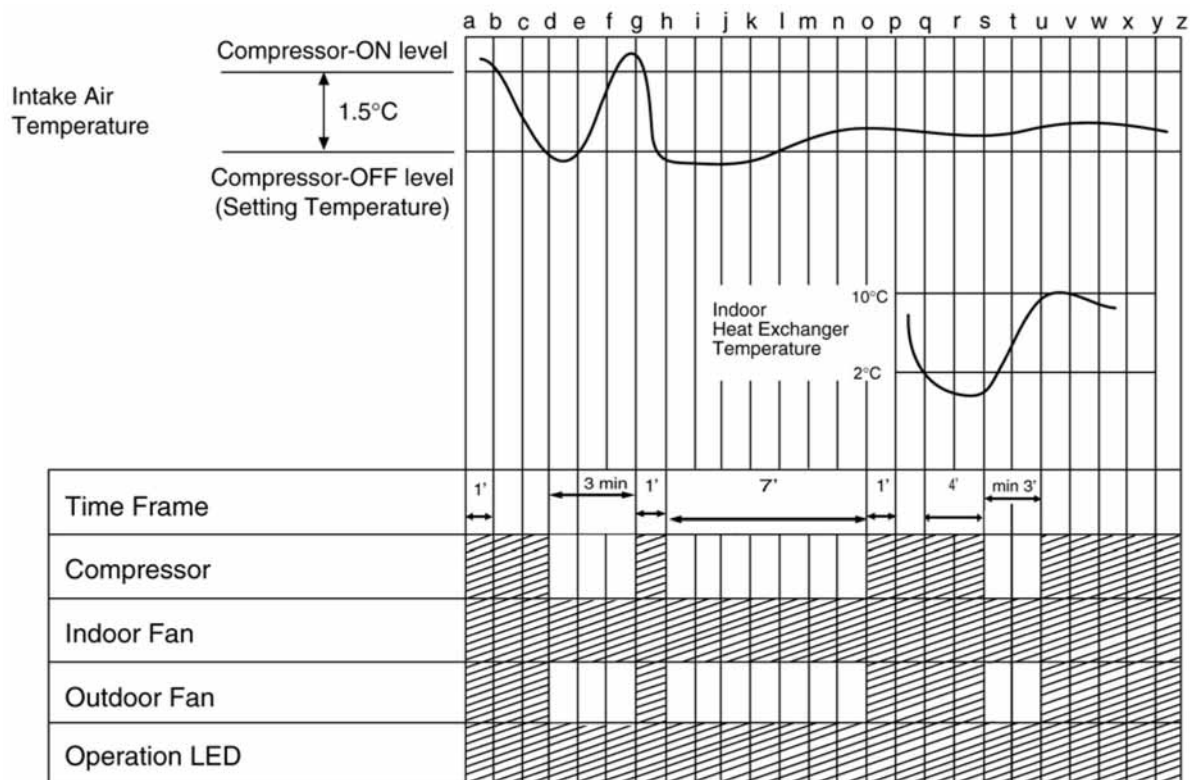 a b c d e f g h i j k l m n o p q r s t u v w x y z
Compressor-ON level
Intake Air
Temperature
1.5°C
Compressor-OFF level
(Setting Temperature)
Indoor
Heat Exchanger
Temperature
10°C
2°C
Time Frame
1' 3 min 1' 7' 1' 4' min 3'
Compressor
Indoor Fan
Outdoor Fan
Operation LED